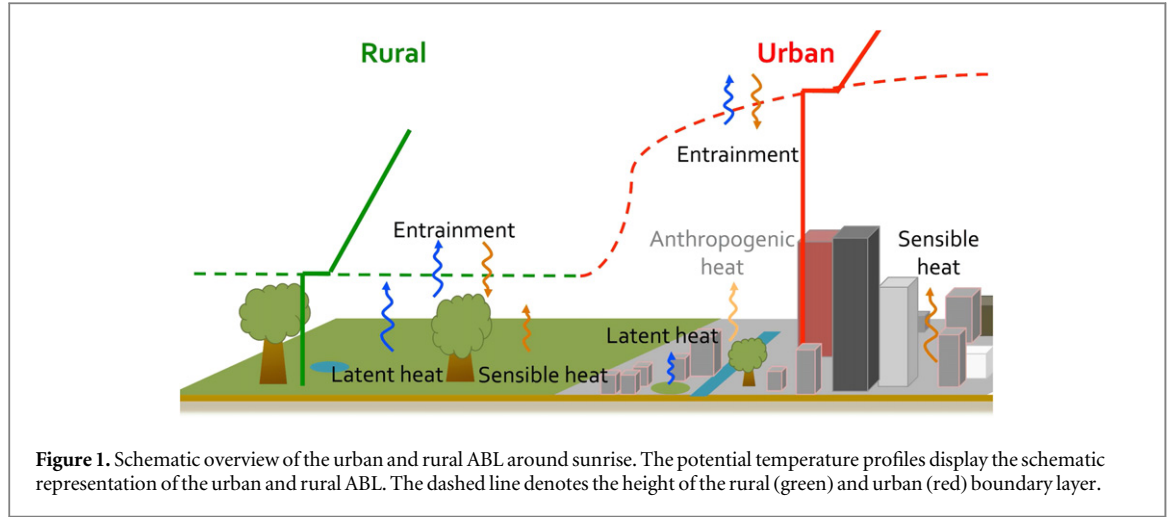 Rural
Urban
Entrainment
Entrainment
Anthropogenic
heat
Sensible
heat
Latent heat
Latent heat
Sensible heat
Figure 1. Schematic overview of the urban and rural ABL around sunrise. The potential temperature profiles display the schematic
representation of the urban and rural ABL. The dashed line denotes the height of the rural (green) and urban (red) boundary layer.